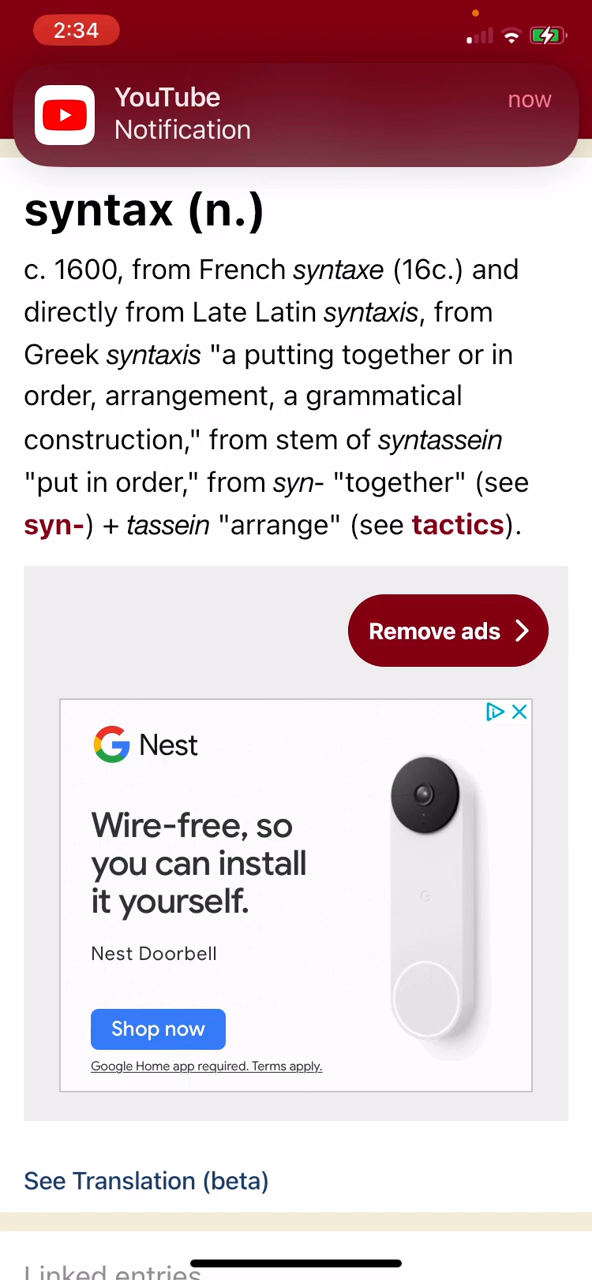 2:34
YouTube
now
Notification
syntax (n.)
c. 1600, from French syntaxe (16c.) and
directly from Late Latin syntaxis, from
Greek syntaxis "a putting together or in
order, arrangement, a grammatical
construction," from stem of syntassein
"put in order," from syn- "together" (see
syn-) + tassein "arrange" (see tactics).
Remove ads
G Nest
Wire-free, so
you can install
it yourself.
Nest Doorbell
Shop now
Google Home app required. Terms apply.
See Translation (beta)
Linked entries